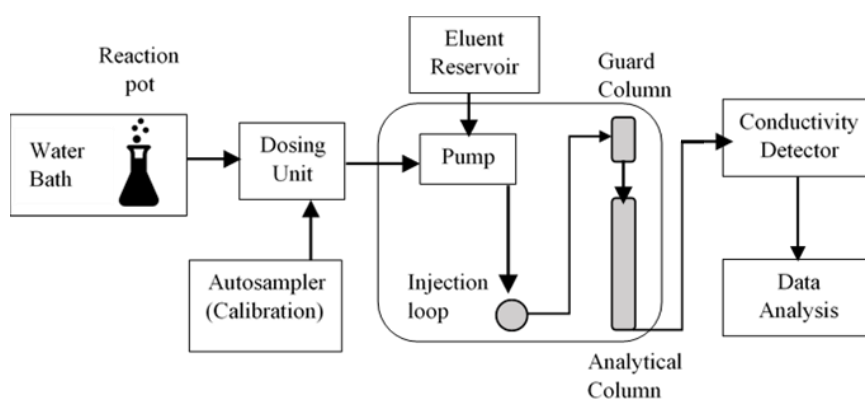 Reaction
pot
Water
Bath
Dosing
Unit
Autosampler
(Calibration)
Eluent
Reservoir
Pump
Injection
loop
Guard
Column
Analytical
Column
Conductivity
Detector
Data
Analysis